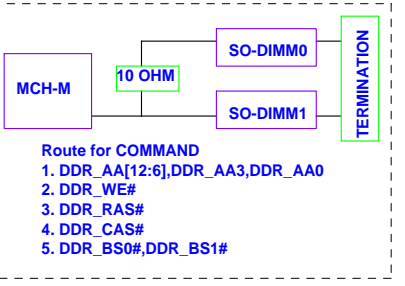 SO-DIMM0
10 OHM
MCH-M
SO-DIMM1
TERMINATION
Route for COMMAND
1. DDR_AA[12:6],DDR_AA3,DDR_AA0
2. DDR_WE#
3. DDR_RAS#
4. DDR_CAS#
5. DDR_BS0#,DDR_BS1#